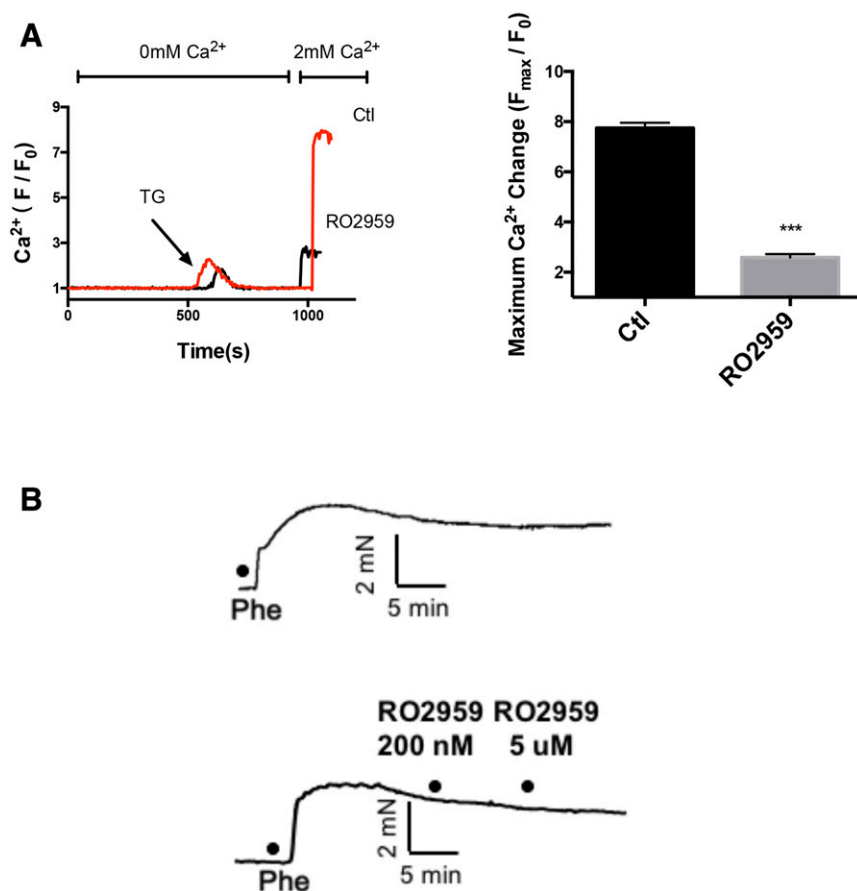 A
0mM Ca²⁺ 2mM Ca²⁺
Ca²⁺ ( F / F₀)
9
7
5
3
1
TG
Ctl
RO2959
0 500 1000
Time(s)
Maximum Ca²⁺ Change (Fmax / F₀)
10
8
6
4
2
***
Ctl
RO2959
B
Phe
2 mN
5 min
RO2959 RO2959
200 nM 5 uM
Phe
2 mN
5 min